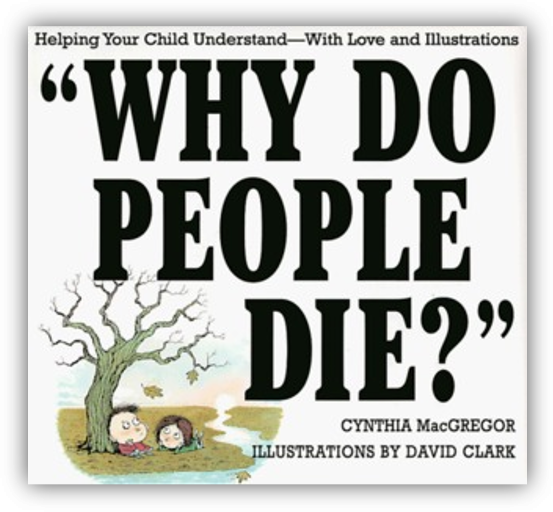 Helping Your Child Understand—With Love and Illustrations
“WHY DO
PEOPLE
DIE?”
CYNTHIA MacGREGOR
ILLUSTRATIONS BY DAVID CLARK